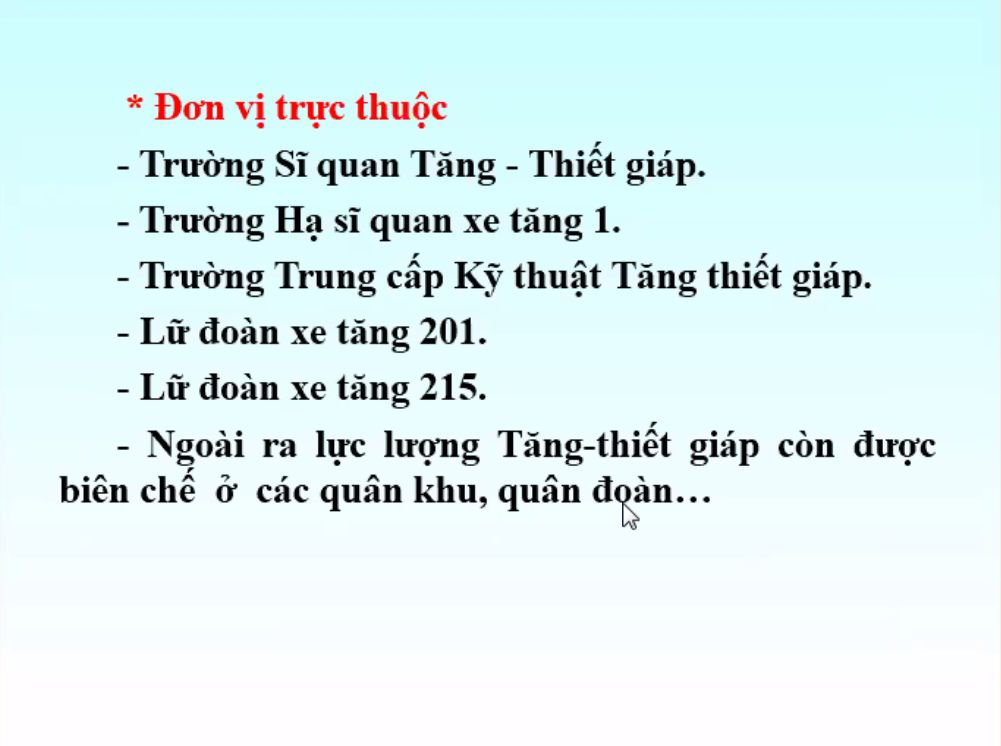 * Đơn vị trực thuộc
- Trường Sĩ quan Tăng - Thiết giáp.
- Trường Hạ sĩ quan xe tăng 1.
- Trường Trung cấp Kỹ thuật Tăng thiết giáp.
- Lữ đoàn xe tăng 201.
- Lữ đoàn xe tăng 215.
- Ngoài ra lực lượng Tăng-thiết giáp còn được
biên chế ở các quân khu, quân đoàn…